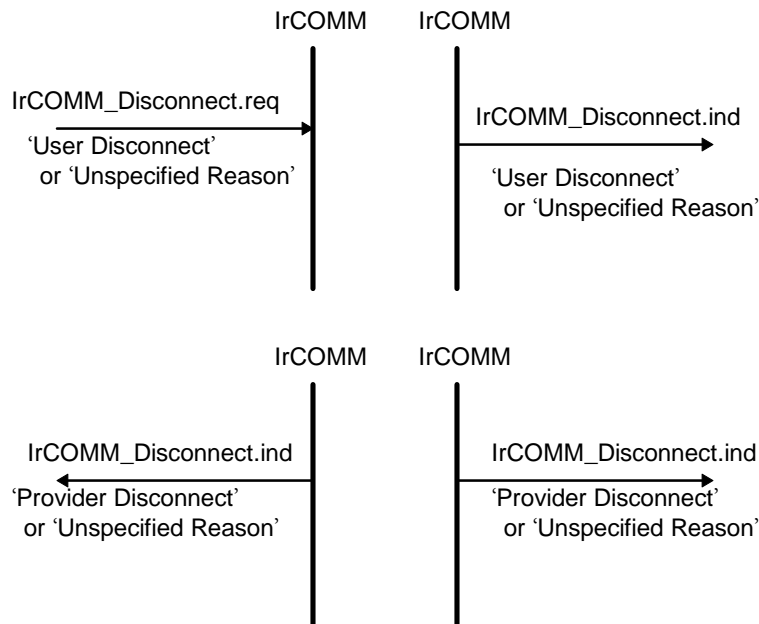 IrCOMM IrCOMM
IrCOMM_Disconnect.req
‘User Disconnect’
or ‘Unspecified Reason’
IrCOMM_Disconnect.ind
‘User Disconnect’
or ‘Unspecified Reason’
IrCOMM IrCOMM
IrCOMM_Disconnect.ind
‘Provider Disconnect’
or ‘Unspecified Reason’
IrCOMM_Disconnect.ind
‘Provider Disconnect’
or ‘Unspecified Reason’